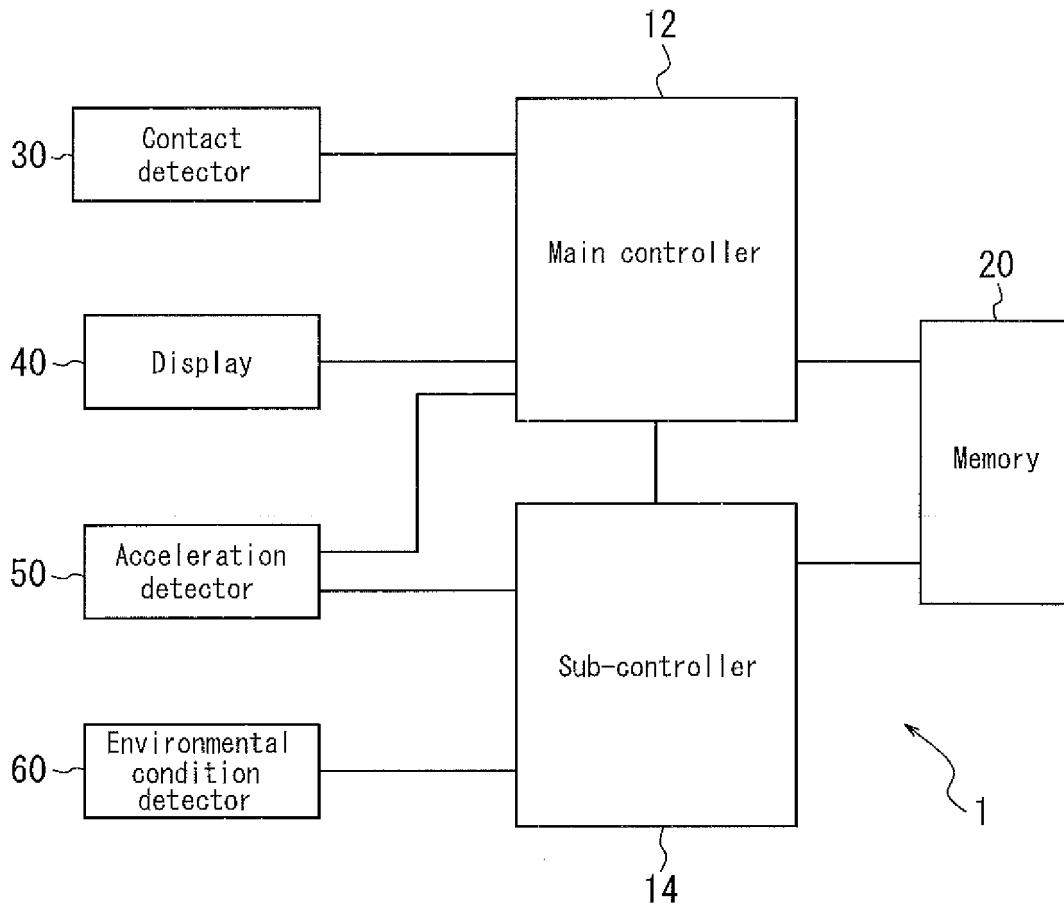 12
30
Contact
detector
Main controller
20
40
Display
Memory
50
Acceleration
detector
Sub-controller
60
Environmental
condition
detector
1
14